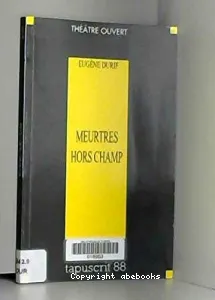 THÉÂTRE OUVERT
EUGÈNE DURIF
MEURTRES
HORS CHAMP
tapuscrit 88
Copyright abebooks